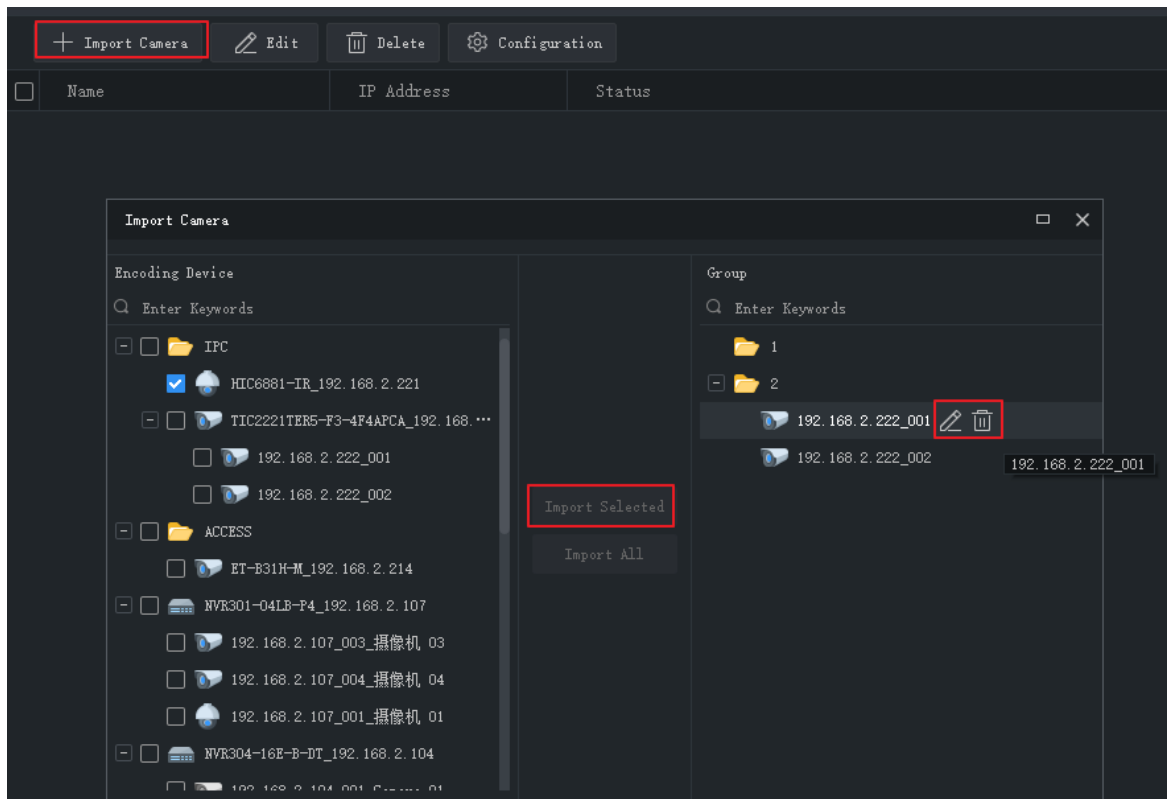 Import Camera Edit Delete Configuration
Name IP Address Status
Import Camera
Encoding Device
Enter Keywords
IPC
HIC6881-IR_192.168.2.221
TIC2221TER5-F3-4F4APCA_192.168.···
192.168.2.222_001
192.168.2.222_002
ACCESS
ET-B31H-M_192.168.2.214
NVR301-04LB-P4_192.168.2.107
192.168.2.107_003_摄像机 03
192.168.2.107_004_摄像机 04
192.168.2.107_001_摄像机 01
NVR304-16E-B-DT_192.168.2.104
Import Selected
Import All
Group
Enter Keywords
1
2
192.168.2.222_001
192.168.2.222_002
192.168.2.222_001